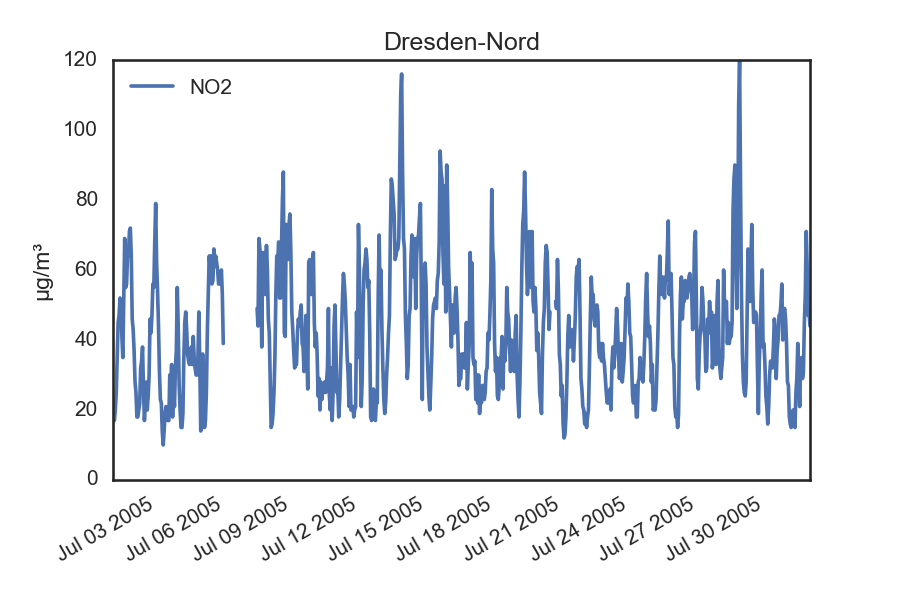 Dresden-Nord
NO2
µg/m³
120
100
80
60
40
20
0
Jul 03 2005
Jul 06 2005
Jul 09 2005
Jul 12 2005
Jul 15 2005
Jul 18 2005
Jul 21 2005
Jul 24 2005
Jul 27 2005
Jul 30 2005